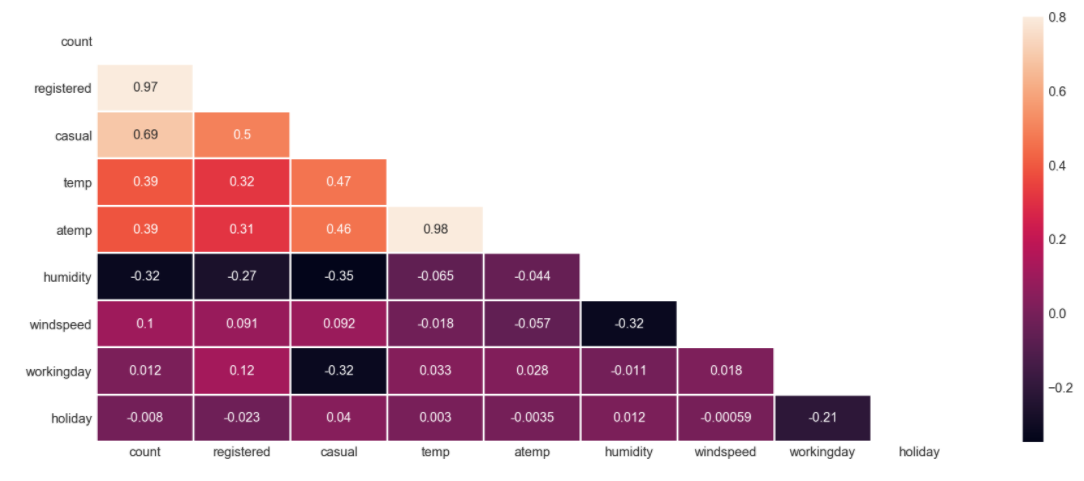 0.8
count
registered 0.97
casual 0.69 0.5
0.6
temp 0.39 0.32 0.47
0.4
atemp 0.39 0.31 0.46 0.98
0.2
humidity -0.32 -0.27 -0.35 -0.065 -0.044
windspeed 0.1 0.091 0.092 -0.018 -0.057 -0.32
0.0
workingday 0.012 0.12 -0.32 0.033 0.028 -0.011 0.018
−0.2
holiday -0.008 -0.023 0.04 0.003 -0.0035 0.012 -0.00059 -0.21
count registered casual temp atemp humidity windspeed workingday holiday